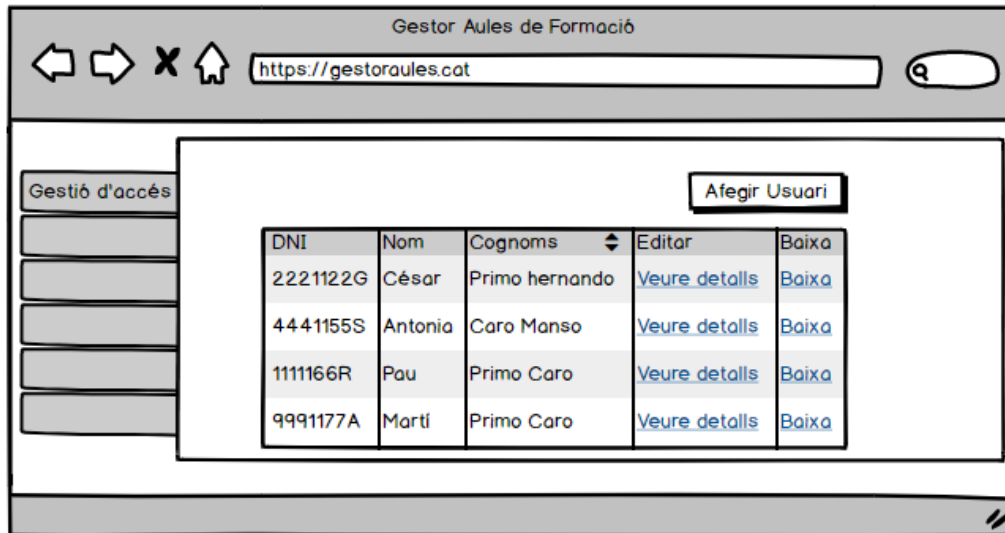 Gestor Aules de Formació
https://gestoraules.cat
Gestió d'accés
Afegir Usuari
DNI Nom Cognoms Editar Baixa
2221122G César Primo hernando Veure detalls Baixa
4441155S Antonia Caro Manso Veure detalls Baixa
1111166R Pau Primo Caro Veure detalls Baixa
9991177A Martí Primo Caro Veure detalls Baixa